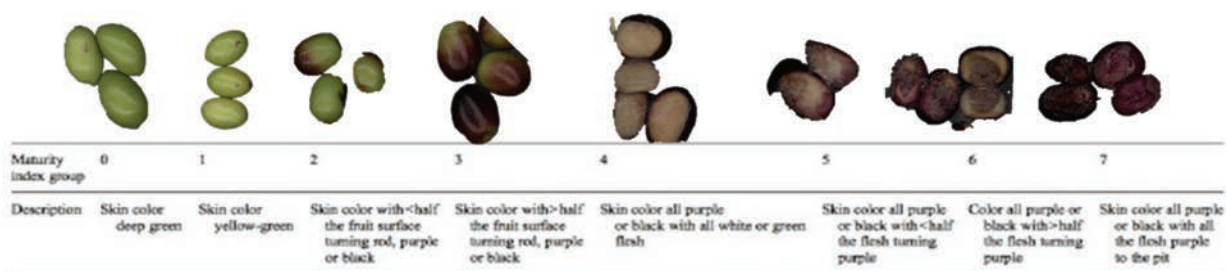 Maturity index group 0 1 2 3 4 5 6 7
Description
Skin color deep green
Skin color yellow-green
Skin color with<half
the fruit surface
turning red, purple
or black
Skin color with>half
the fruit surface
turning red, purple
or black
Skin color all purple
or black with all white or green
flesh
Skin color all purple
or black with<half
the flesh turning
purple
Color all purple or
black with>half
the flesh turning
purple
Skin color all purple
or black with all
the flesh purple
to the pit